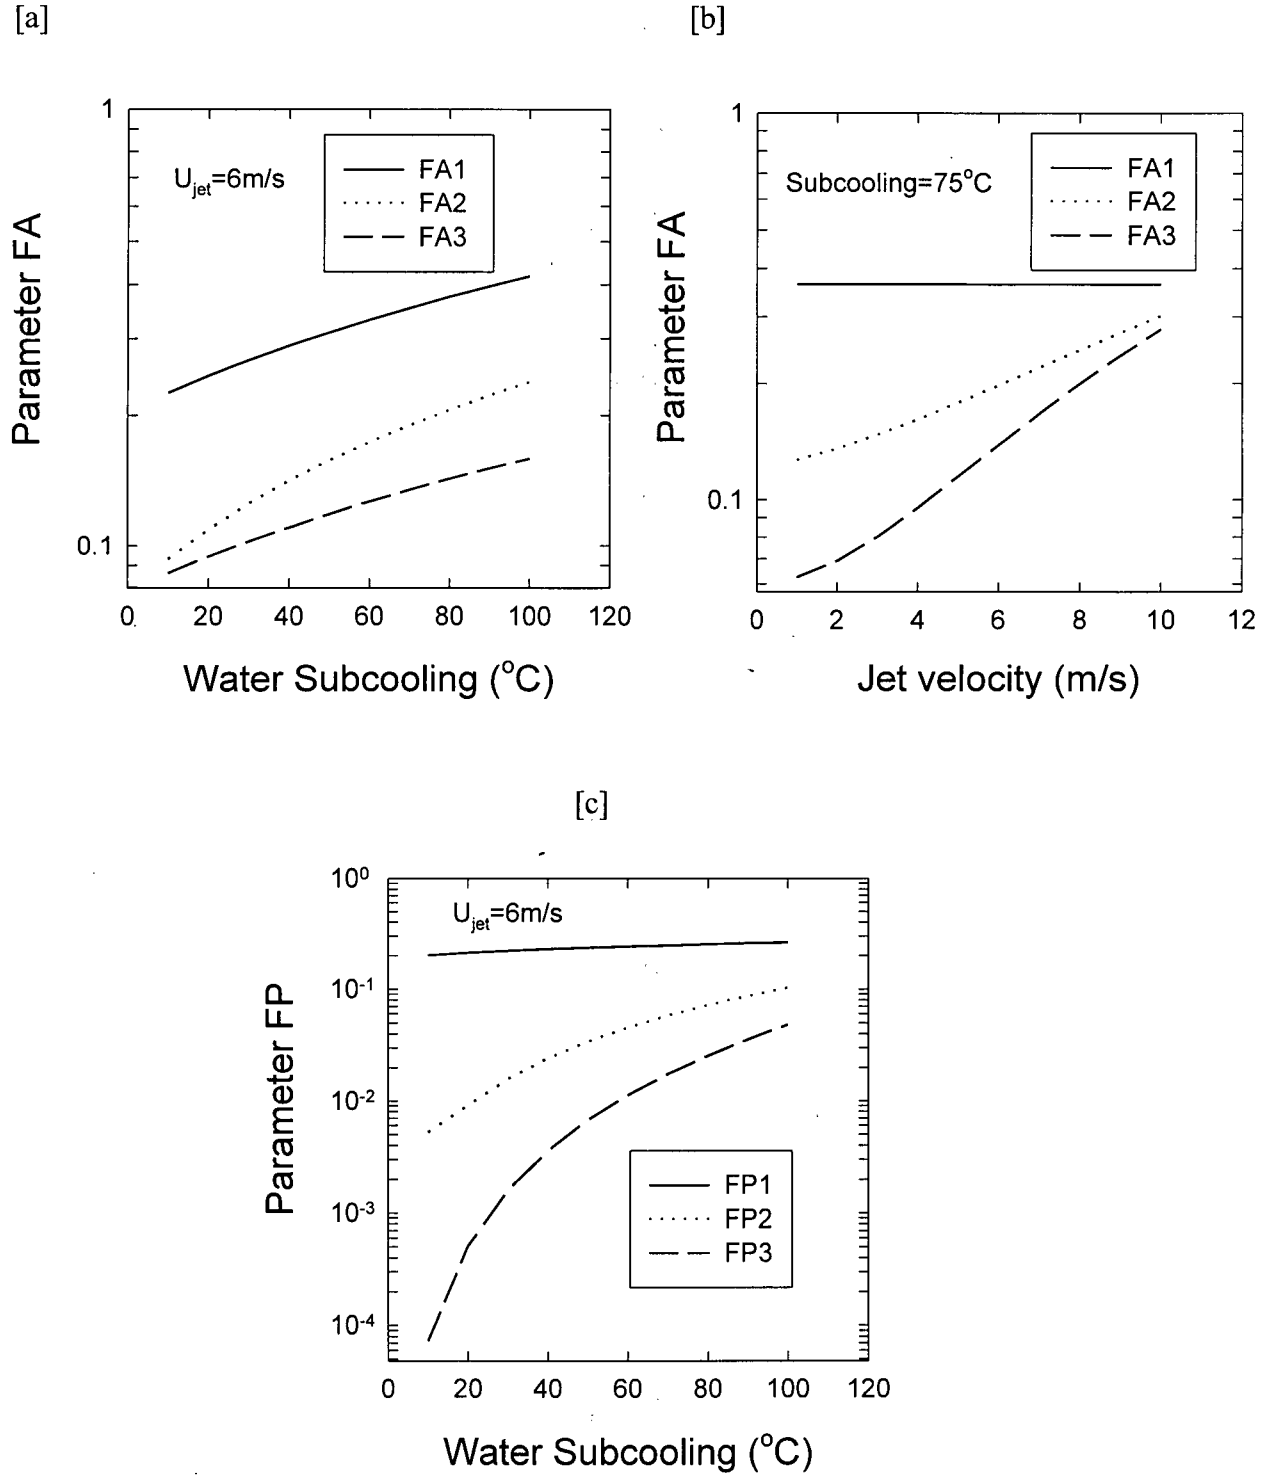 [a]
[b]
1
U_jet=6m/s
FA1
FA2
FA3
Parameter FA
0.1
0 20 40 60 80 100 120
Water Subcooling (°C)
1
Subcooling=75°C
FA1
FA2
FA3
Parameter FA
0.1
0 2 4 6 8 10 12
Jet velocity (m/s)
[c]
10⁰
U_jet=6m/s
10⁻¹
Parameter FP
10⁻²
FP1
FP2
FP3
10⁻³
10⁻⁴
0 20 40 60 80 100 120
Water Subcooling (°C)